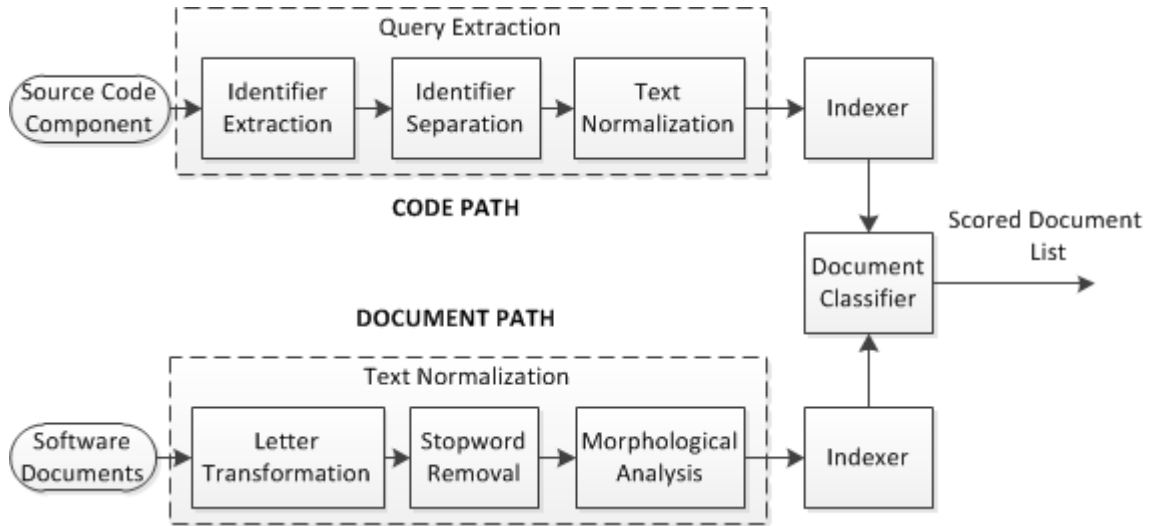 Query Extraction
Source Code
Component
Identifier
Extraction
Identifier
Separation
Text
Normalization
Indexer
CODE PATH
Document
Classifier
Scored Document
List
DOCUMENT PATH
Text Normalization
Software
Documents
Letter
Transformation
Stopword
Removal
Morphological
Analysis
Indexer